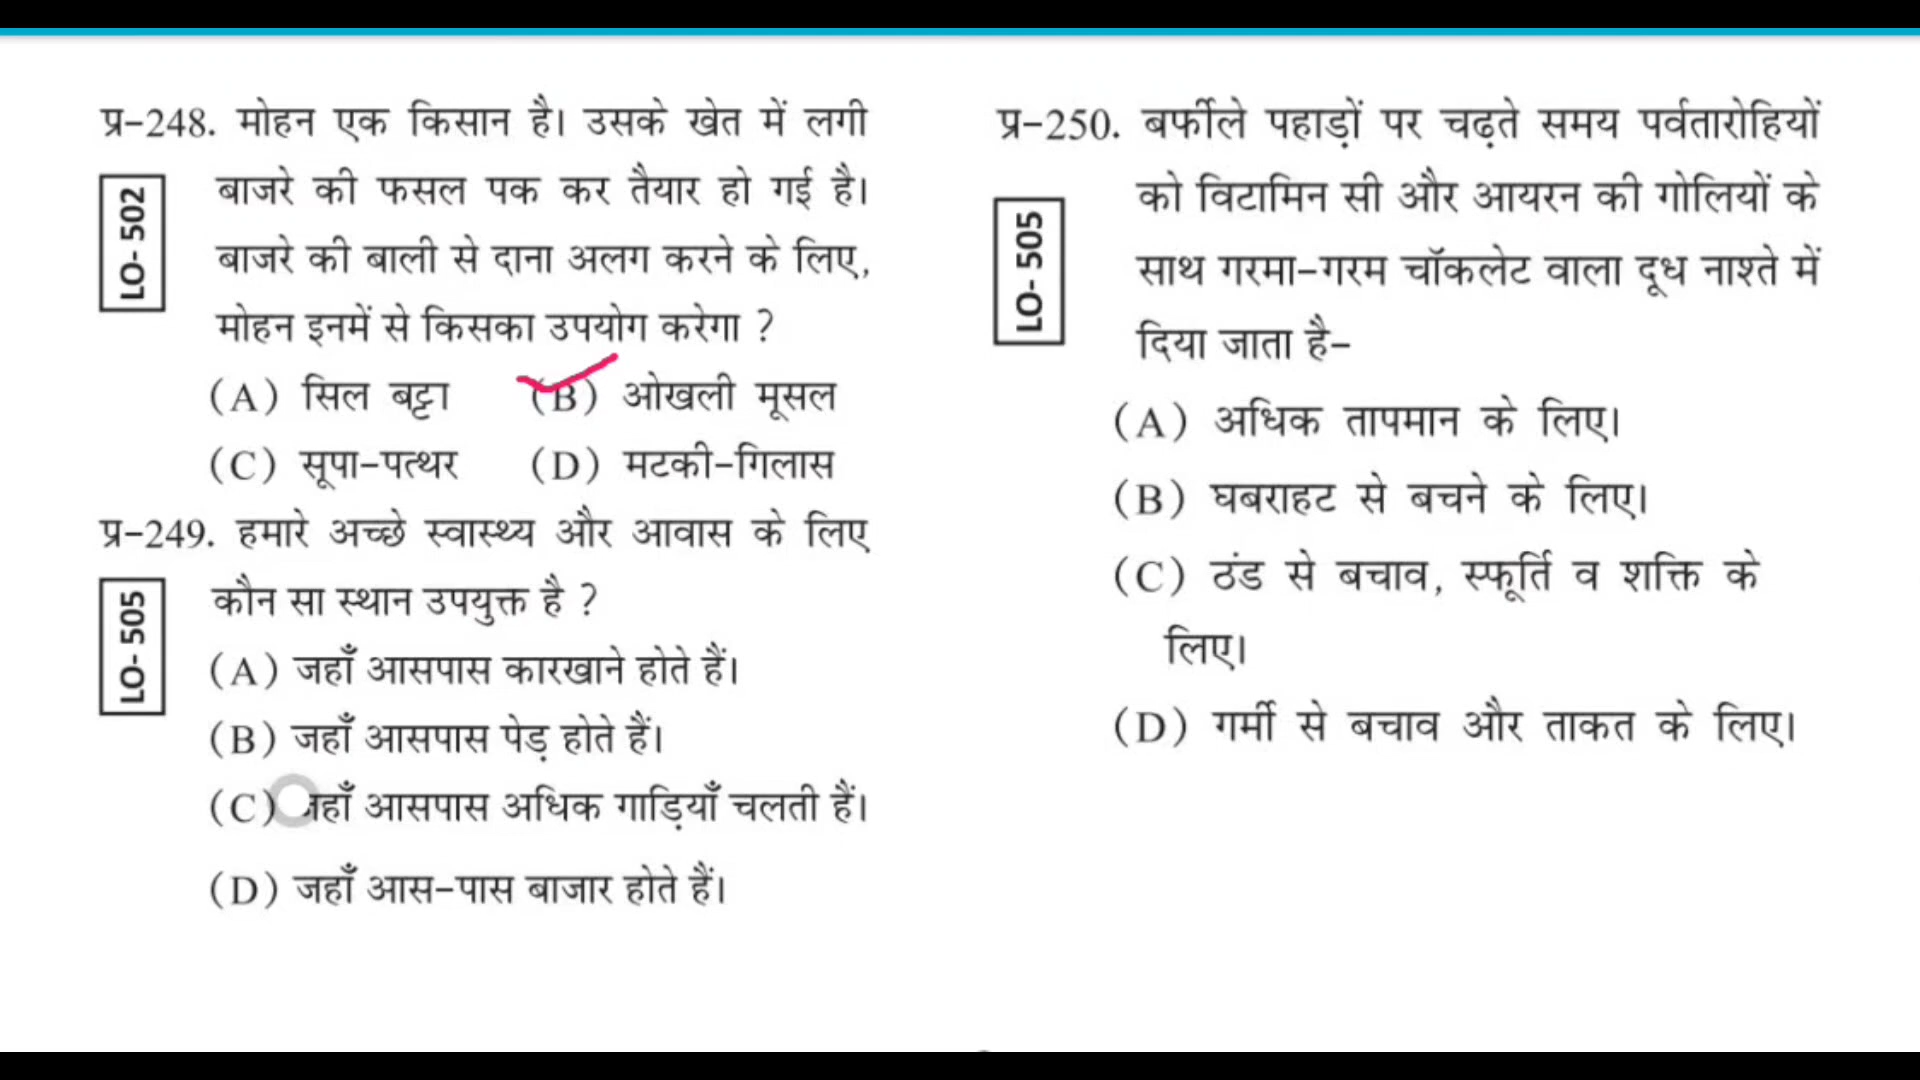 प्र-248. मोहन एक किसान है। उसके खेत में लगी
बाजरे की फसल पक कर तैयार हो गई है।
बाजरे की बाली से दाना अलग करने के लिए,
मोहन इनमें से किसका उपयोग करेगा ?
LO- 502
(A) सिल बट्टा (B) ओखली मूसल
(C) सूपा-पत्थर (D) मटकी-गिलास
प्र-249. हमारे अच्छे स्वास्थ्य और आवास के लिए
कौन सा स्थान उपयुक्त है ?
LO- 505
(A) जहाँ आसपास कारखाने होते हैं।
(B) जहाँ आसपास पेड़ होते हैं।
(C) जहाँ आसपास अधिक गाड़ियाँ चलती हैं।
(D) जहाँ आस-पास बाजार होते हैं।
प्र-250. बर्फीले पहाड़ों पर चढ़ते समय पर्वतारोहियों
को विटामिन सी और आयरन की गोलियों के
साथ गरमा-गरम चॉकलेट वाला दूध नाश्ते में
दिया जाता है-
LO- 505
(A) अधिक तापमान के लिए।
(B) घबराहट से बचने के लिए।
(C) ठंड से बचाव, स्फूर्ति व शक्ति के
लिए।
(D) गर्मी से बचाव और ताकत के लिए।